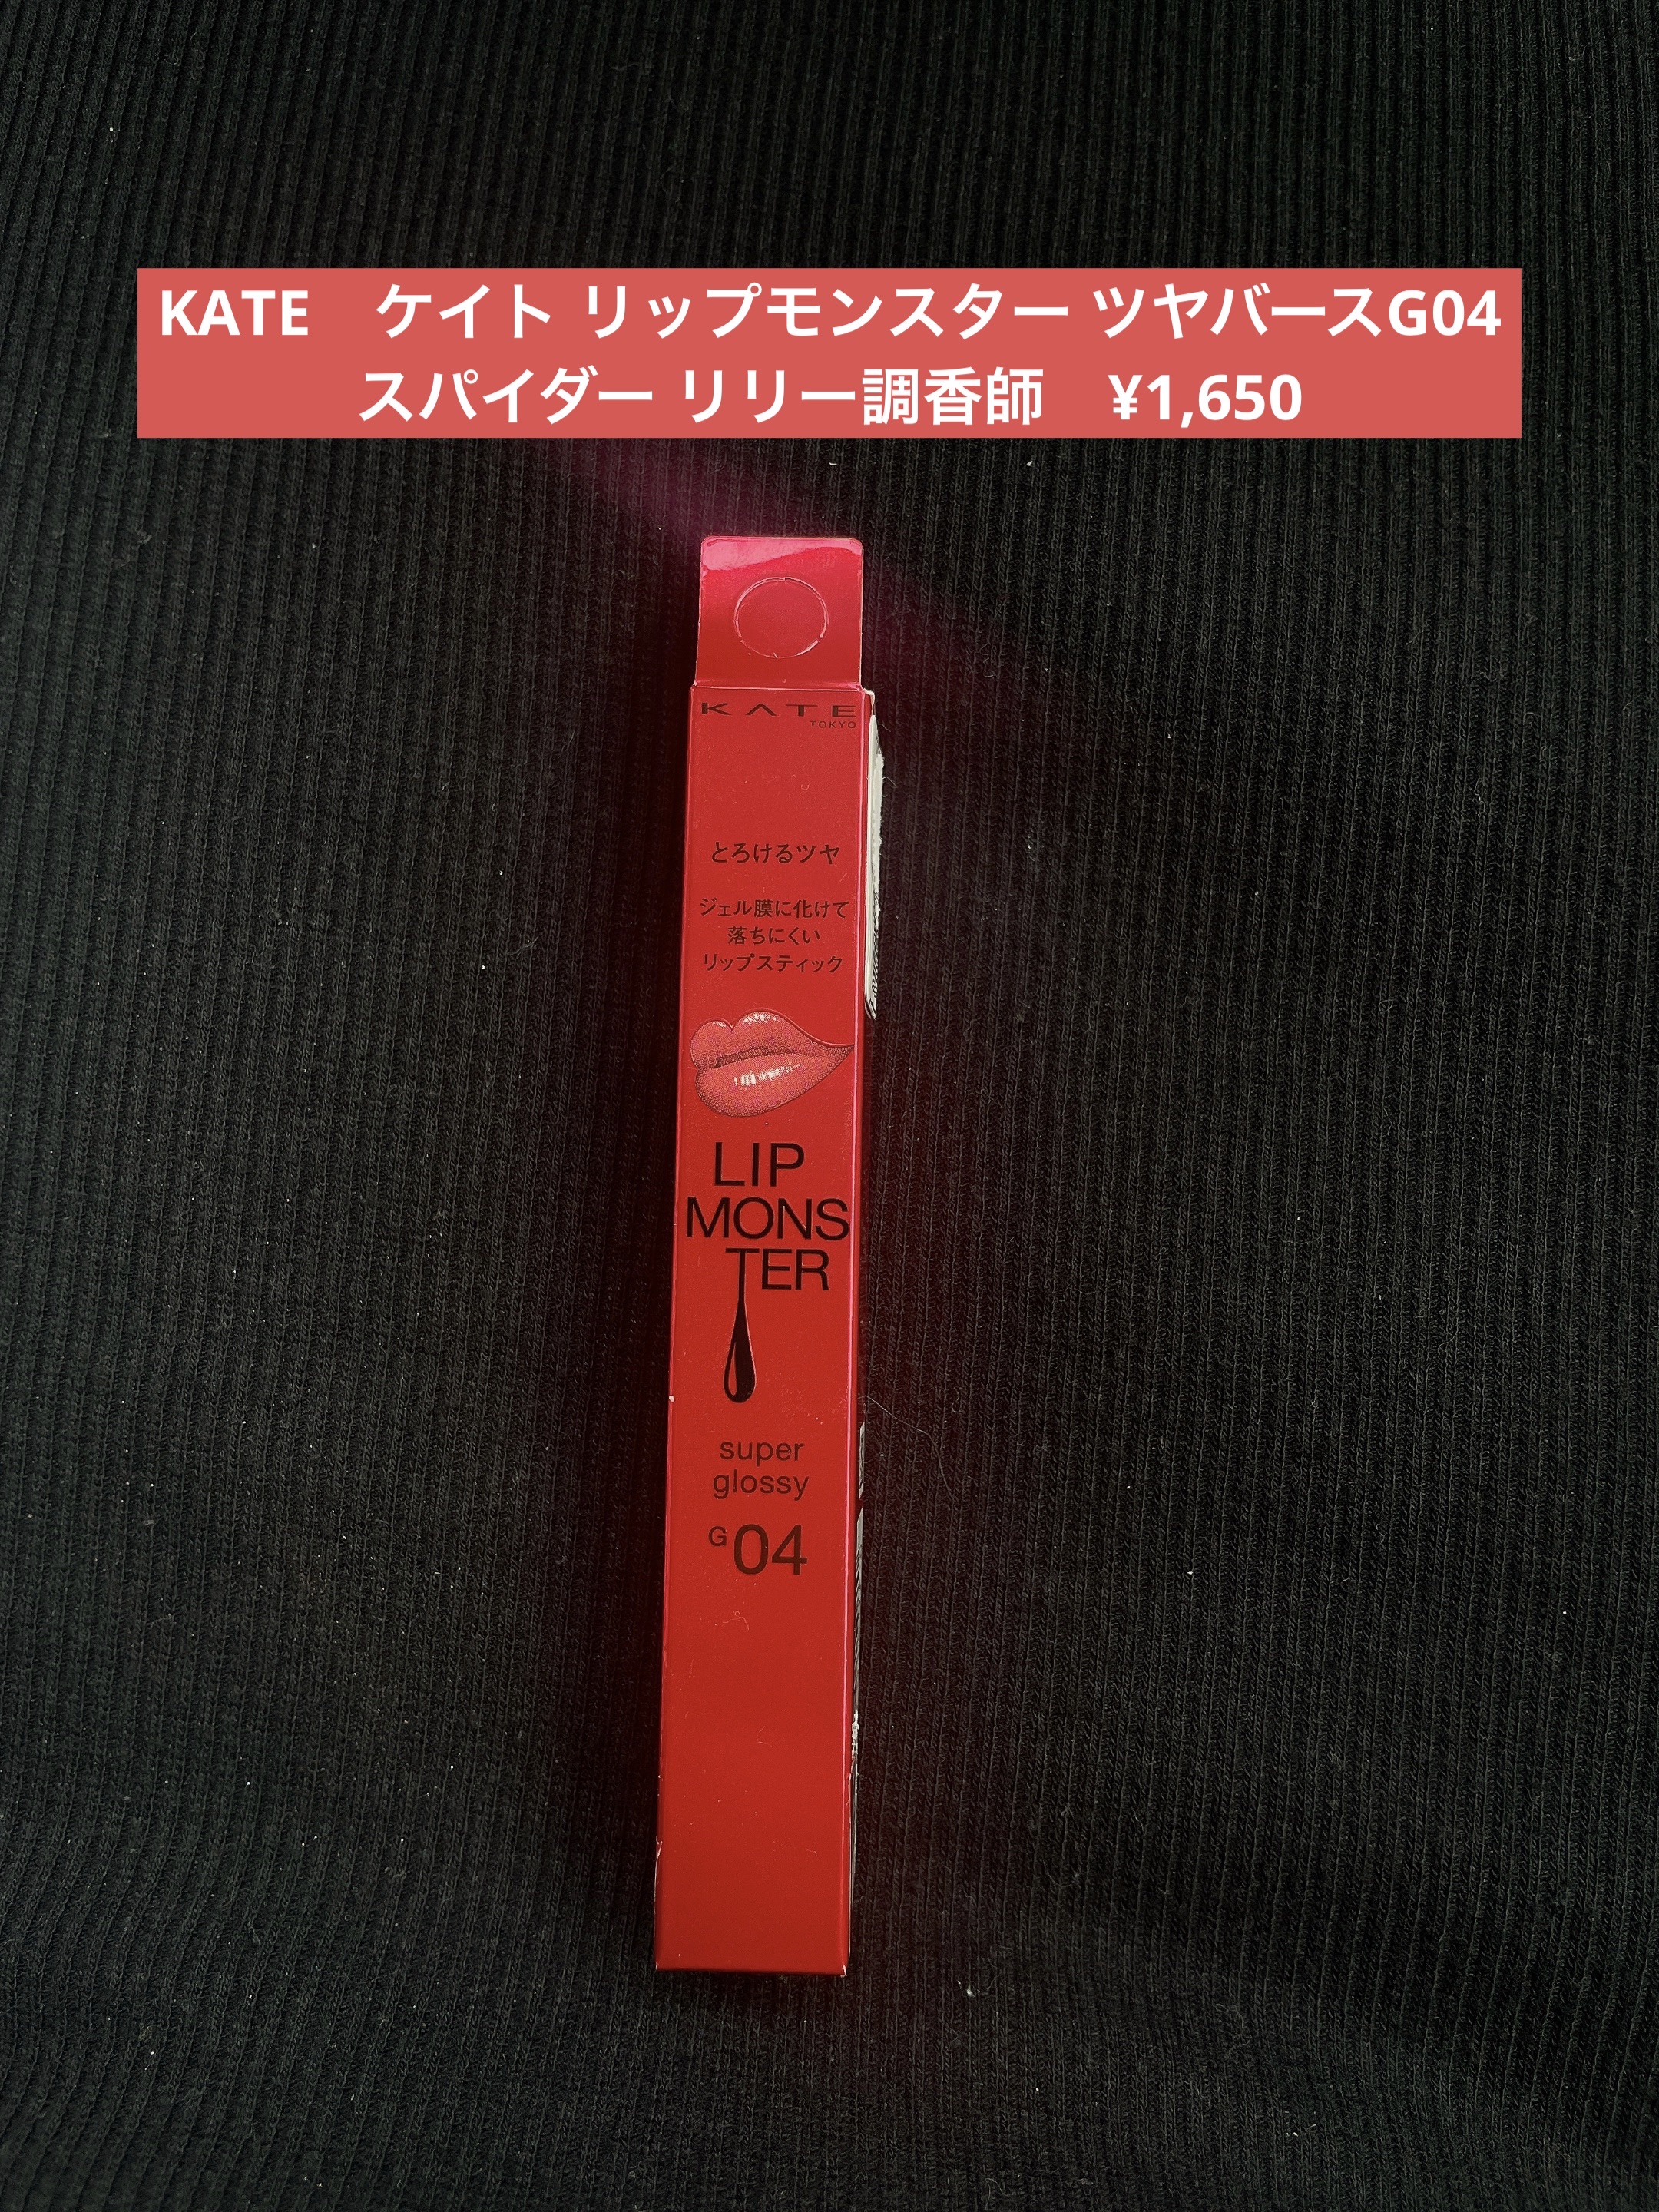 KATE　ケイト リップモンスター ツヤバースG04
スパイダー リリー調香師　¥1,650
KATE
TOKYO
とろけるツヤ
ジェル膜に化けて
落ちにくい
リップスティック
LIP
MONS
TER
super
glossy
G04